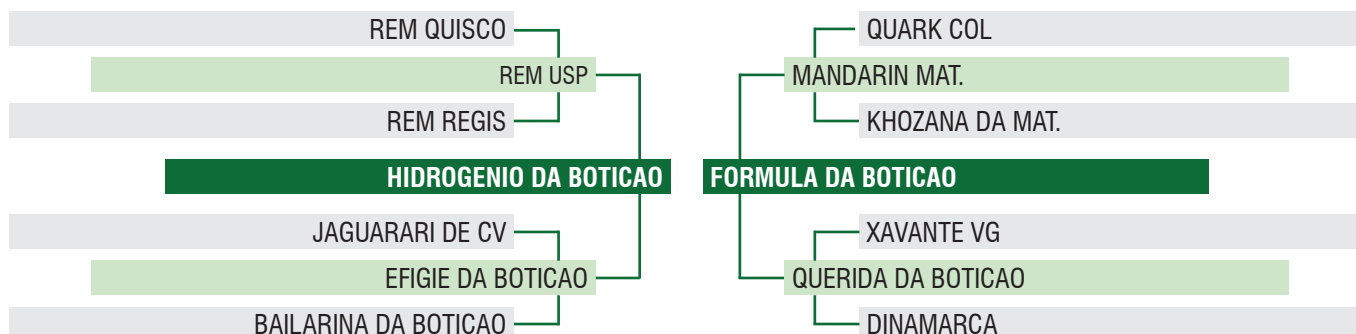 REM QUISCO
QUARK COL
REM USP
MANDARIN MAT.
REM REGIS
KHOZANA DA MAT.
HIDROGENIO DA BOTICAO
FORMULA DA BOTICAO
JAGUARARI DE CV
XAVANTE VG
EFIGIE DA BOTICAO
QUERIDA DA BOTICAO
BAILARINA DA BOTICAO
DINAMARCA